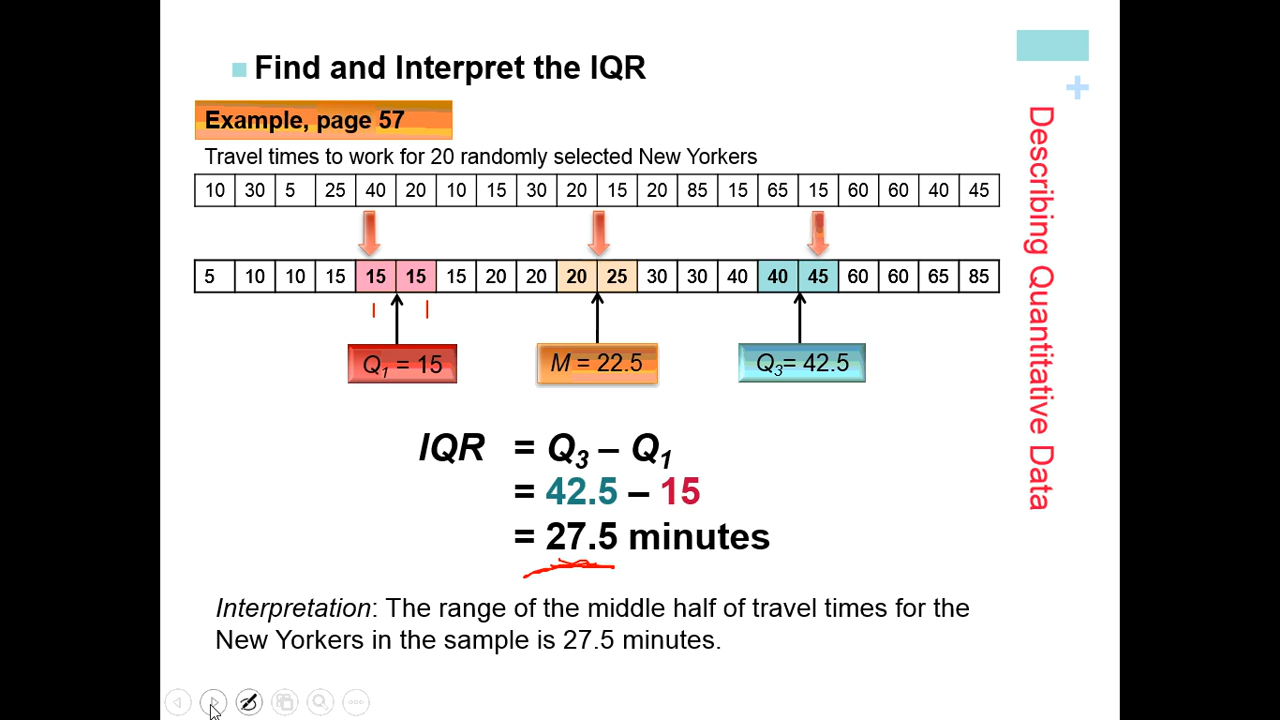 Find and Interpret the IQR
Example, page 57
Travel times to work for 20 randomly selected New Yorkers
10 30 5 25 40 20 10 15 30 20 15 20 85 15 65 15 60 60 40 45
5 10 10 15 15 15 15 20 20 20 25 30 30 40 40 45 60 60 65 85
Q1 = 15
M = 22.5
Q3= 42.5
IQR = Q3 – Q1
= 42.5 – 15
= 27.5 minutes
Interpretation: The range of the middle half of travel times for the
New Yorkers in the sample is 27.5 minutes.
+
Describing Quantitative Data